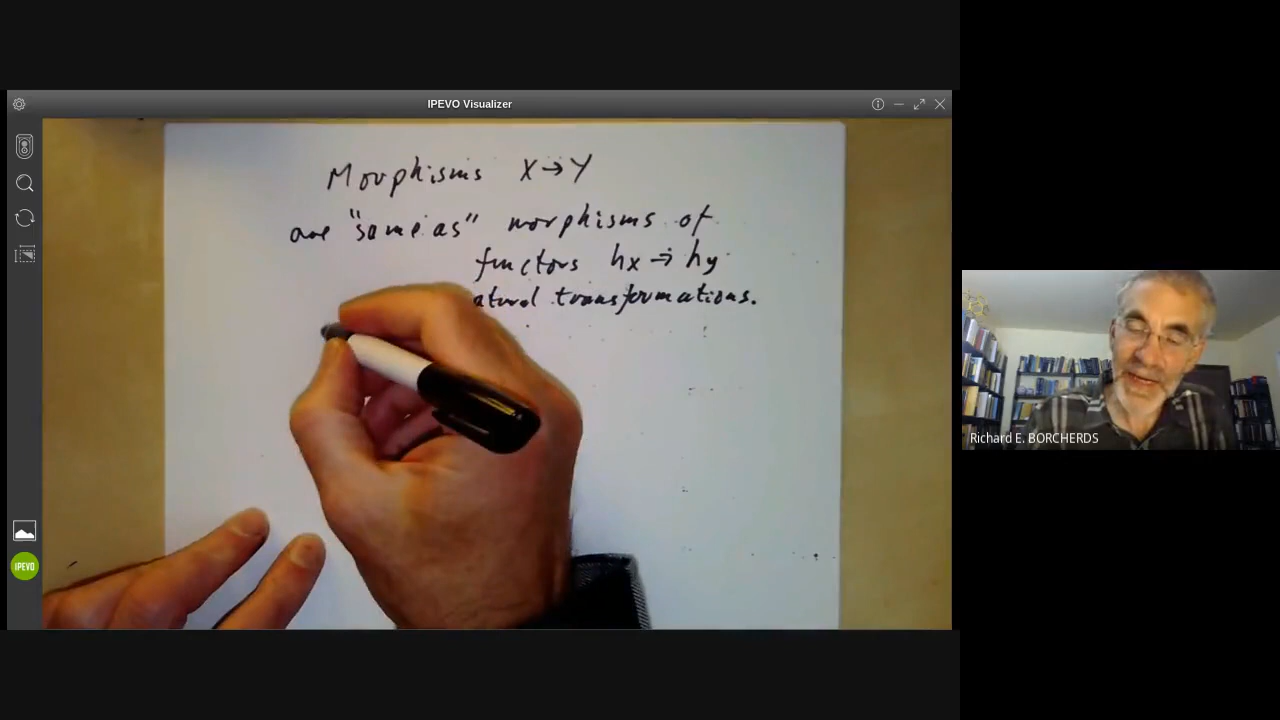 IPEVO Visualizer
Morphisms X→Y
are "same as" morphisms of
functors hx → hy
atural transformations.
IPEVO
Richard E. BORCHERDS